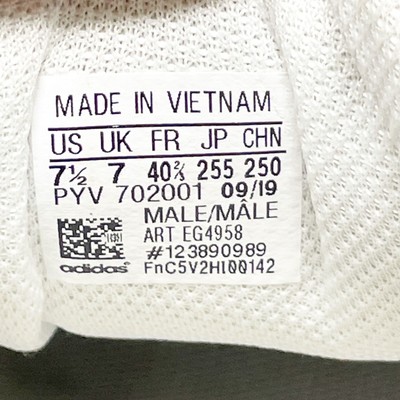 MADE IN VIETNAM
US UK FR JP CHN
7½ 7 40⅔ 255 250
PYV 702001 09/19
MALE/MÂLE
ART EG4958
#123890989
adidas FnC5V2HI00142